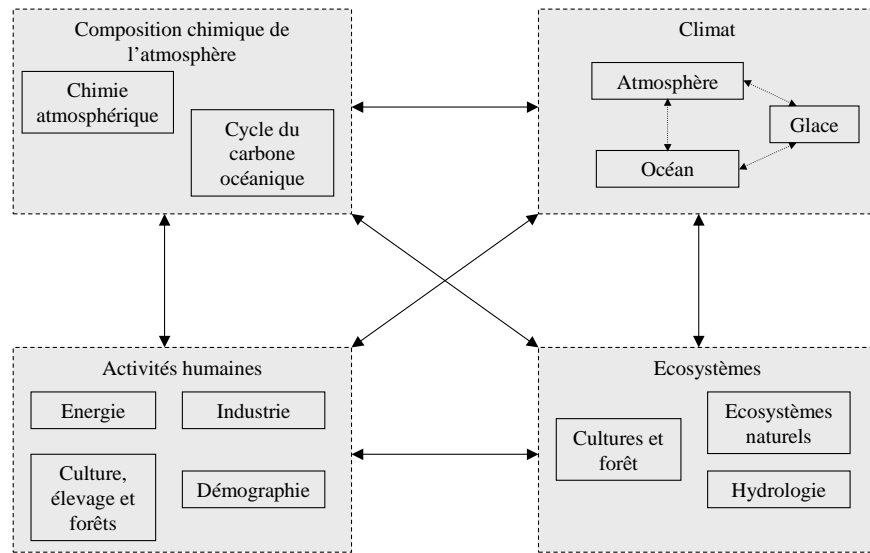 Composition chimique de
l’atmosphère
Chimie
atmosphérique
Cycle du
carbone
océanique
Climat
Atmosphère
Glace
Océan
Activités humaines
Energie
Industrie
Culture,
élevage et
forêts
Démographie
Ecosystèmes
Cultures et
forêt
Ecosystèmes
naturels
Hydrologie